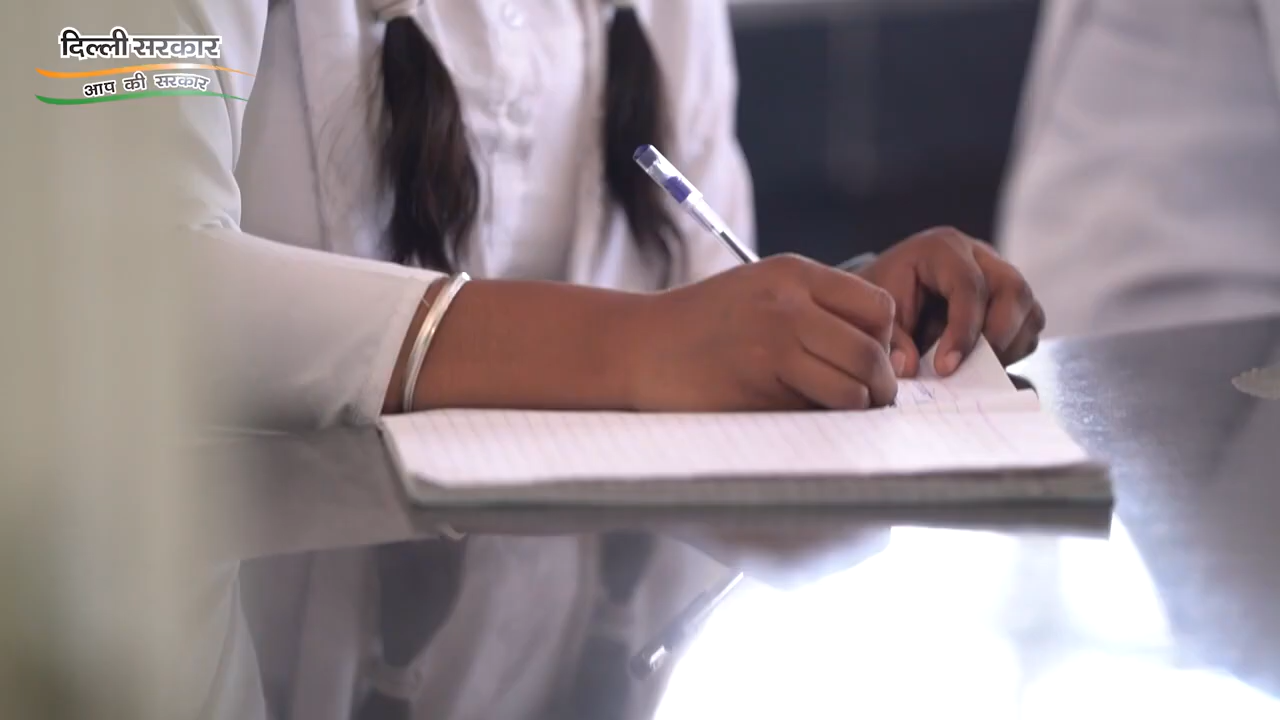 दिल्ली सरकार
आप की सरकार